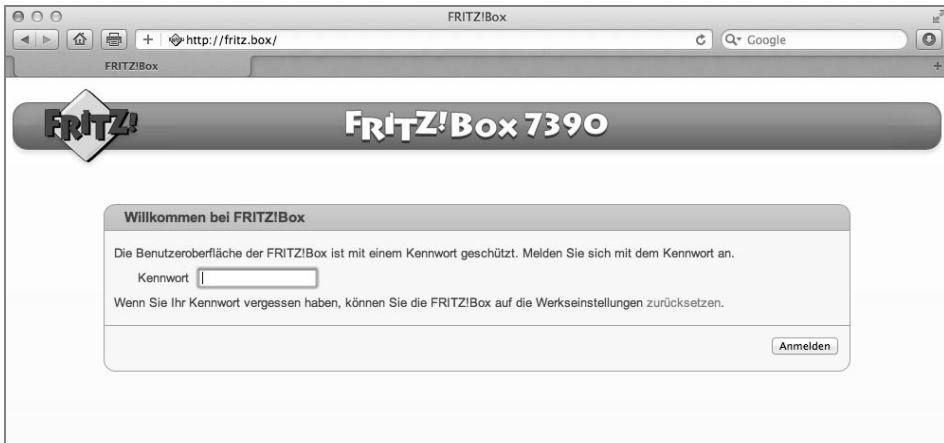 FRITZ!Box
http://fritz.box/
Google
FRITZ!Box
FRITZ!
FRITZ!Box 7390
Willkommen bei FRITZ!Box
Die Benutzeroberfläche der FRITZ!Box ist mit einem Kennwort geschützt. Melden Sie sich mit dem Kennwort an.
Kennwort
Wenn Sie Ihr Kennwort vergessen haben, können Sie die FRITZ!Box auf die Werkseinstellungen zurücksetzen.
Anmelden